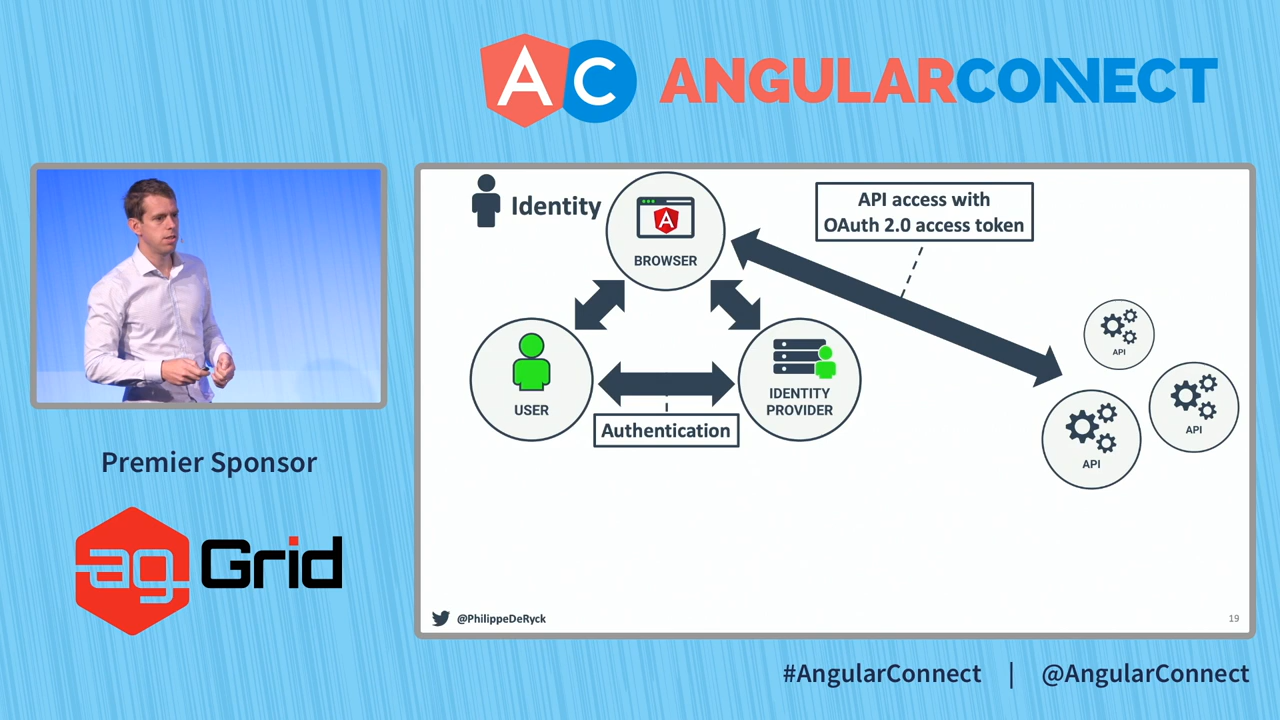 AC ANGULARCONNECT
Identity
A
BROWSER
API access with
OAuth 2.0 access token
USER
IDENTITY
PROVIDER
Authentication
API
API
API
@PhilippeDeRyck
19
Premier Sponsor
ag Grid
#AngularConnect | @AngularConnect